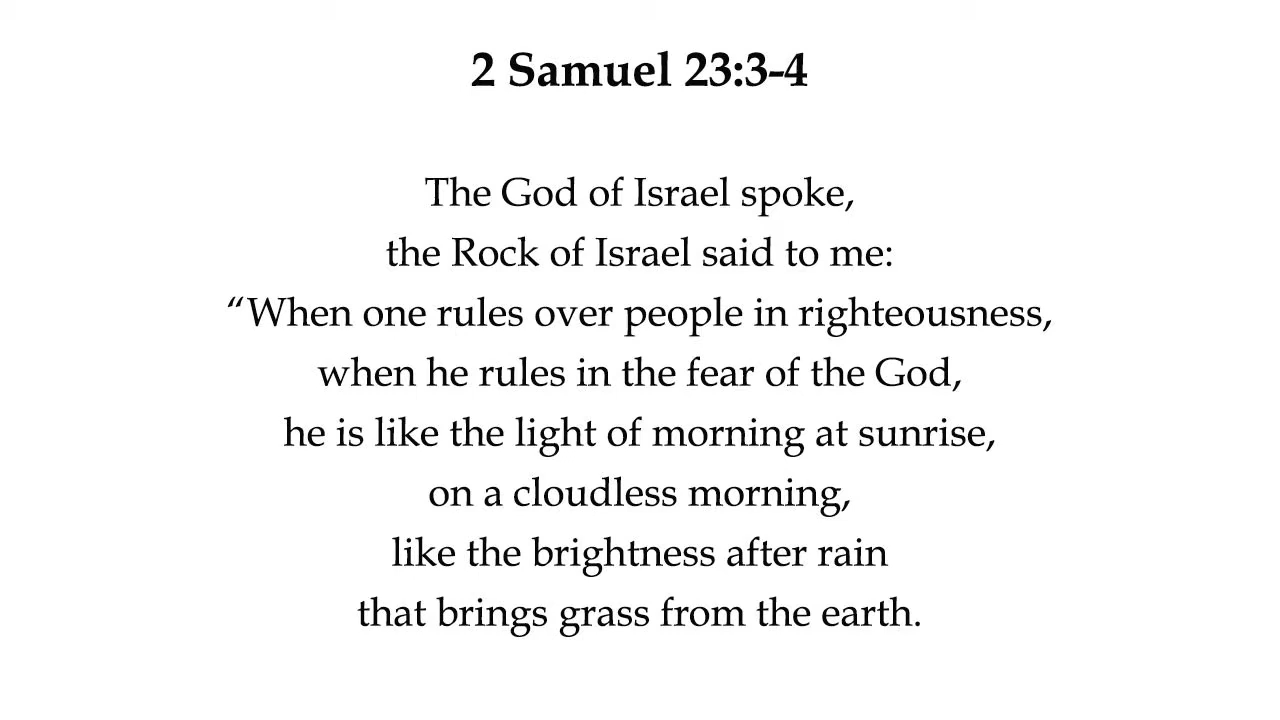 2 Samuel 23:3-4
The God of Israel spoke,
the Rock of Israel said to me:
“When one rules over people in righteousness,
when he rules in the fear of the God,
he is like the light of morning at sunrise,
on a cloudless morning,
like the brightness after rain
that brings grass from the earth.